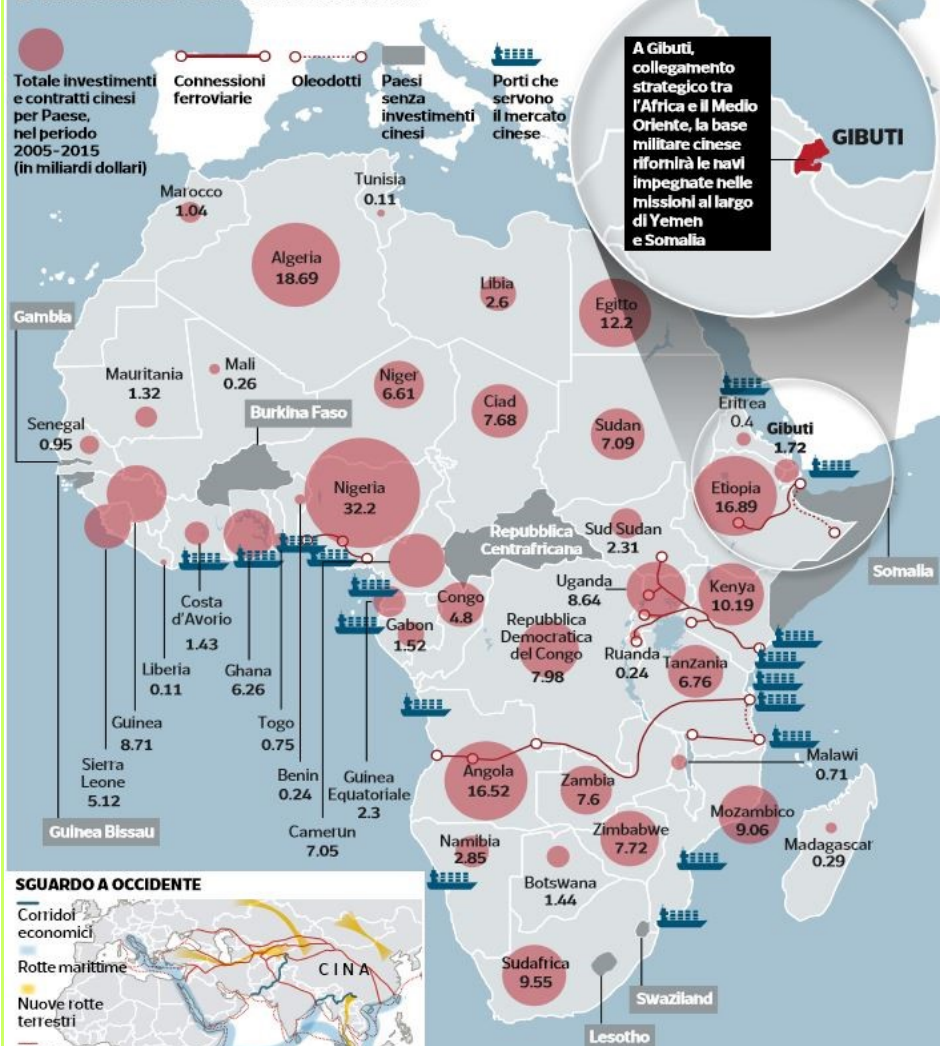 Totale investimenti
e contratti cinesi
per Paese,
nel periodo
2005-2015
(in miliardi dollari)
Connessioni
ferroviarie
Oleodotti
Paesi
senza
investimenti
cinesi
Porti che
servono
il mercato
cinese
A Gibuti,
collegamento
strategico tra
l'Africa e il Medio
Oriente, la base
militare cinese
rifornirà le navi
impegnate nelle
missioni al largo
di Yemen
e Somalia
GIBUTI
Marocco
1.04
Tunisia
0.11
Algeria
18.69
Libia
2.6
Egitto
12.2
Gambia
Mauritania
1.32
Mali
0.26
Niger
6.61
Ciad
7.68
Sudan
7.09
Eritrea
0.4
Gibuti
1.72
Senegal
0.95
Burkina Faso
Nigeria
32.2
Etiopia
16.89
Repubblica
Centrafricana
Sud Sudan
2.31
Somalia
Costa
d'Avorio
1.43
Gabon
1.52
Congo
4.8
Uganda
8.64
Kenya
10.19
Repubblica
Democratica
del Congo
7.98
Ruanda
0.24
Tanzania
6.76
Liberia
0.11
Ghana
6.26
Guinea
8.71
Togo
0.75
Sierra
Leone
5.12
Benin
0.24
Guinea
Equatoriale
2.3
Guinea Bissau
Camerun
7.05
Angola
16.52
Zambia
7.6
Malawi
0.71
Mozambico
9.06
Zimbabwe
7.72
Madagascar
0.29
Namibia
2.85
Botswana
1.44
Sudafrica
9.55
Swaziland
Lesotho
SGUARDO A OCCIDENTE
Corridoi
economici
Rotte marittime
Nuove rotte
terrestri
CINA